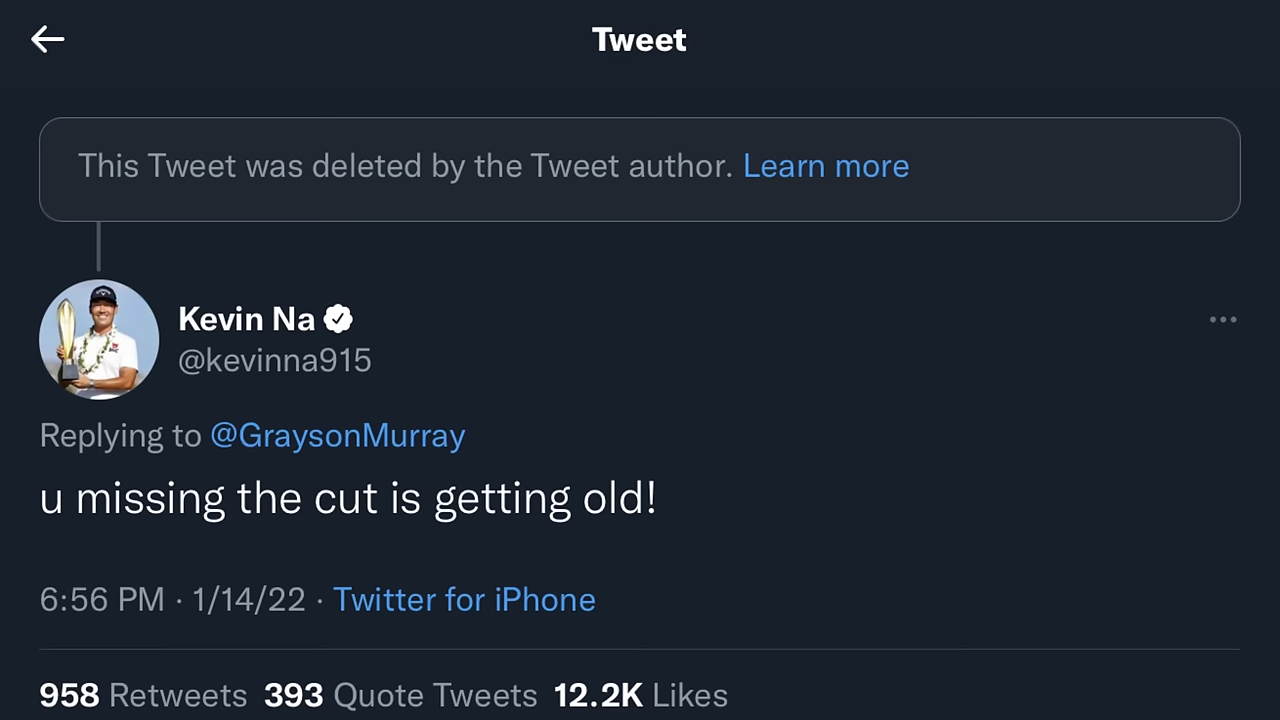 Tweet
This Tweet was deleted by the Tweet author. Learn more
Kevin Na
@kevinna915
Replying to @GraysonMurray
u missing the cut is getting old!
6:56 PM · 1/14/22 · Twitter for iPhone
958 Retweets 393 Quote Tweets 12.2K Likes